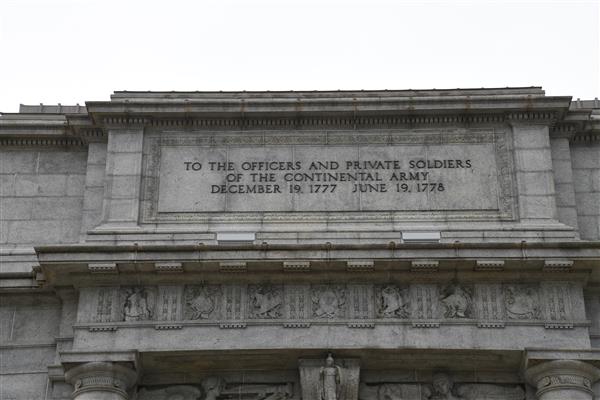 TO THE OFFICERS AND PRIVATE SOLDIERS
OF THE CONTINENTAL ARMY
DECEMBER 19, 1777 JUNE 19, 1778